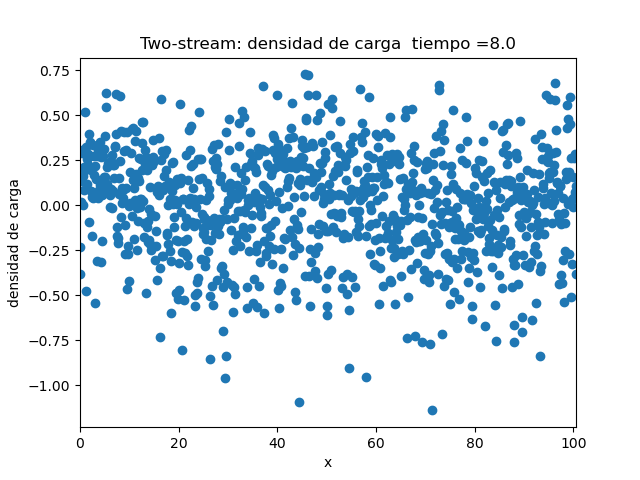 Two-stream: densidad de carga  tiempo =8.0
densidad de carga
0.75
0.50
0.25
0.00
−0.25
−0.50
−0.75
−1.00
0 20 40 60 80 100
x